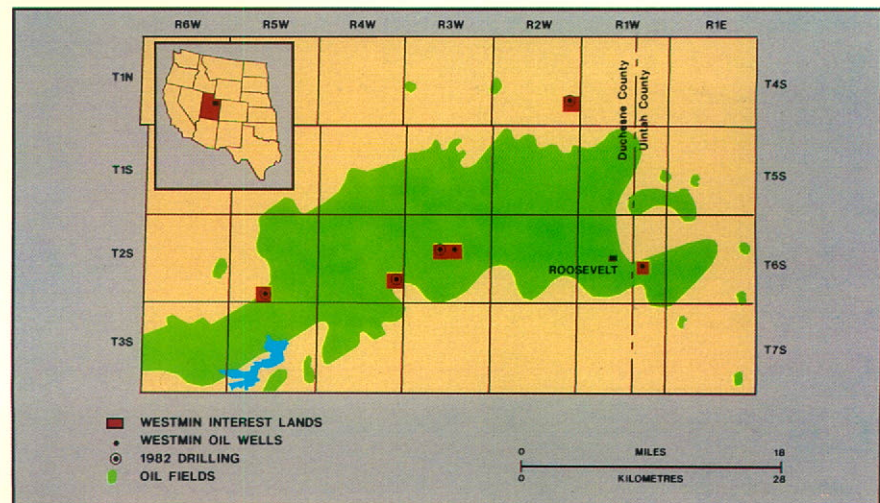 R6W R5W R4W R3W R2W R1W R1E
T1N
T4S
Duchesne County
Uintah County
T1S
T5S
T2S
T6S
ROOSEVELT
T3S
T7S
WESTMIN INTEREST LANDS
WESTMIN OIL WELLS
1982 DRILLING
OIL FIELDS
0 MILES 18
0 KILOMETRES 28